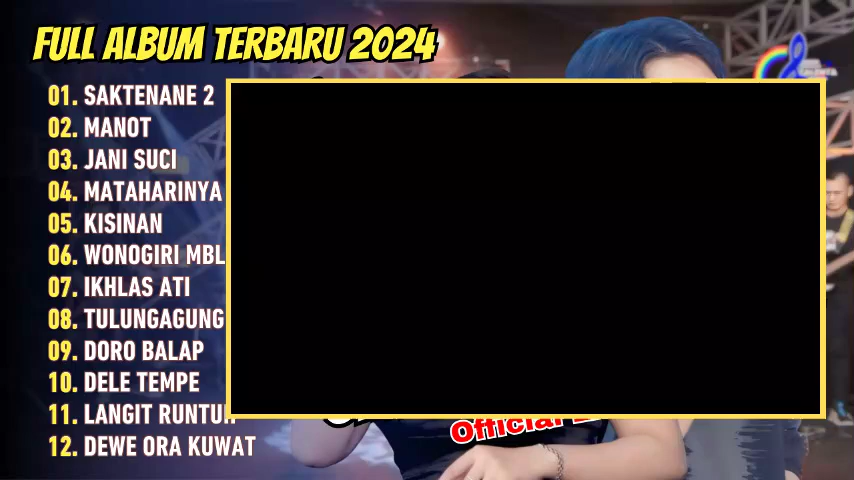 FULL ALBUM TERBARU 2024
01. SAKTENANE 2
02. MANOT
03. JANI SUCI
04. MATAHARINYA
05. KISINAN
06. WONOGIRI MBL
07. IKHLAS ATI
08. TULUNGAGUNG
09. DORO BALAP
10. DELE TEMPE
11. LANGIT RUNTUH
Official
12. DEWE ORA KUWAT